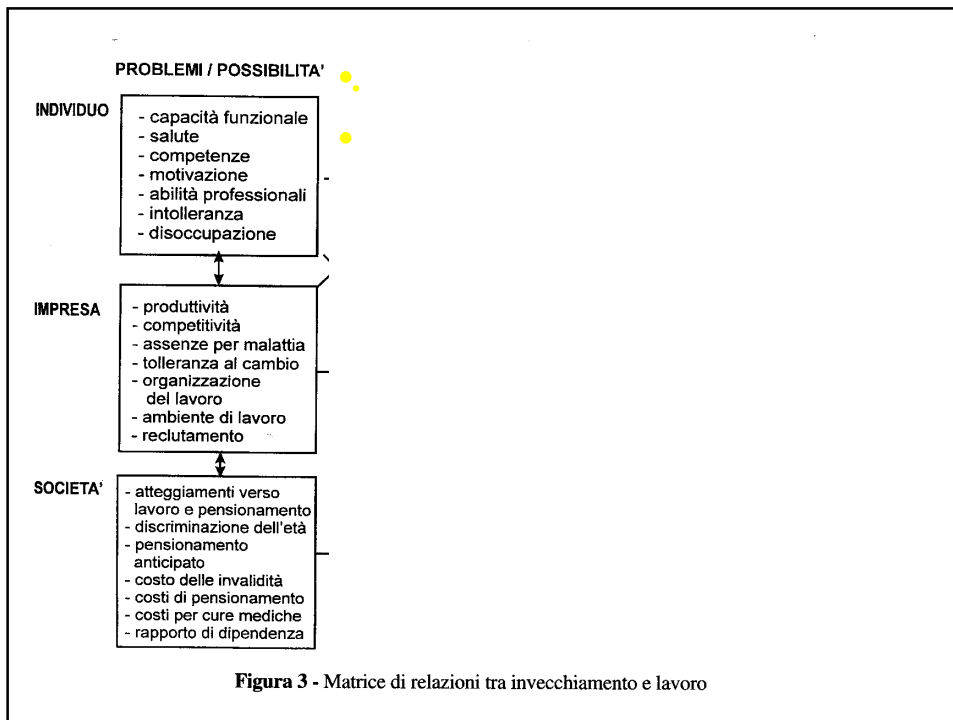 PROBLEMI / POSSIBILITA'
INDIVIDUO
- capacità funzionale
- salute
- competenze
- motivazione
- abilità professionali
- intolleranza
- disoccupazione
IMPRESA
- produttività
- competitività
- assenze per malattia
- tolleranza al cambio
- organizzazione
del lavoro
- ambiente di lavoro
- reclutamento
SOCIETA'
- atteggiamenti verso
lavoro e pensionamento
- discriminazione dell'età
- pensionamento
anticipato
- costo delle invalidità
- costi di pensionamento
- costi per cure mediche
- rapporto di dipendenza
Figura 3 - Matrice di relazioni tra invecchiamento e lavoro